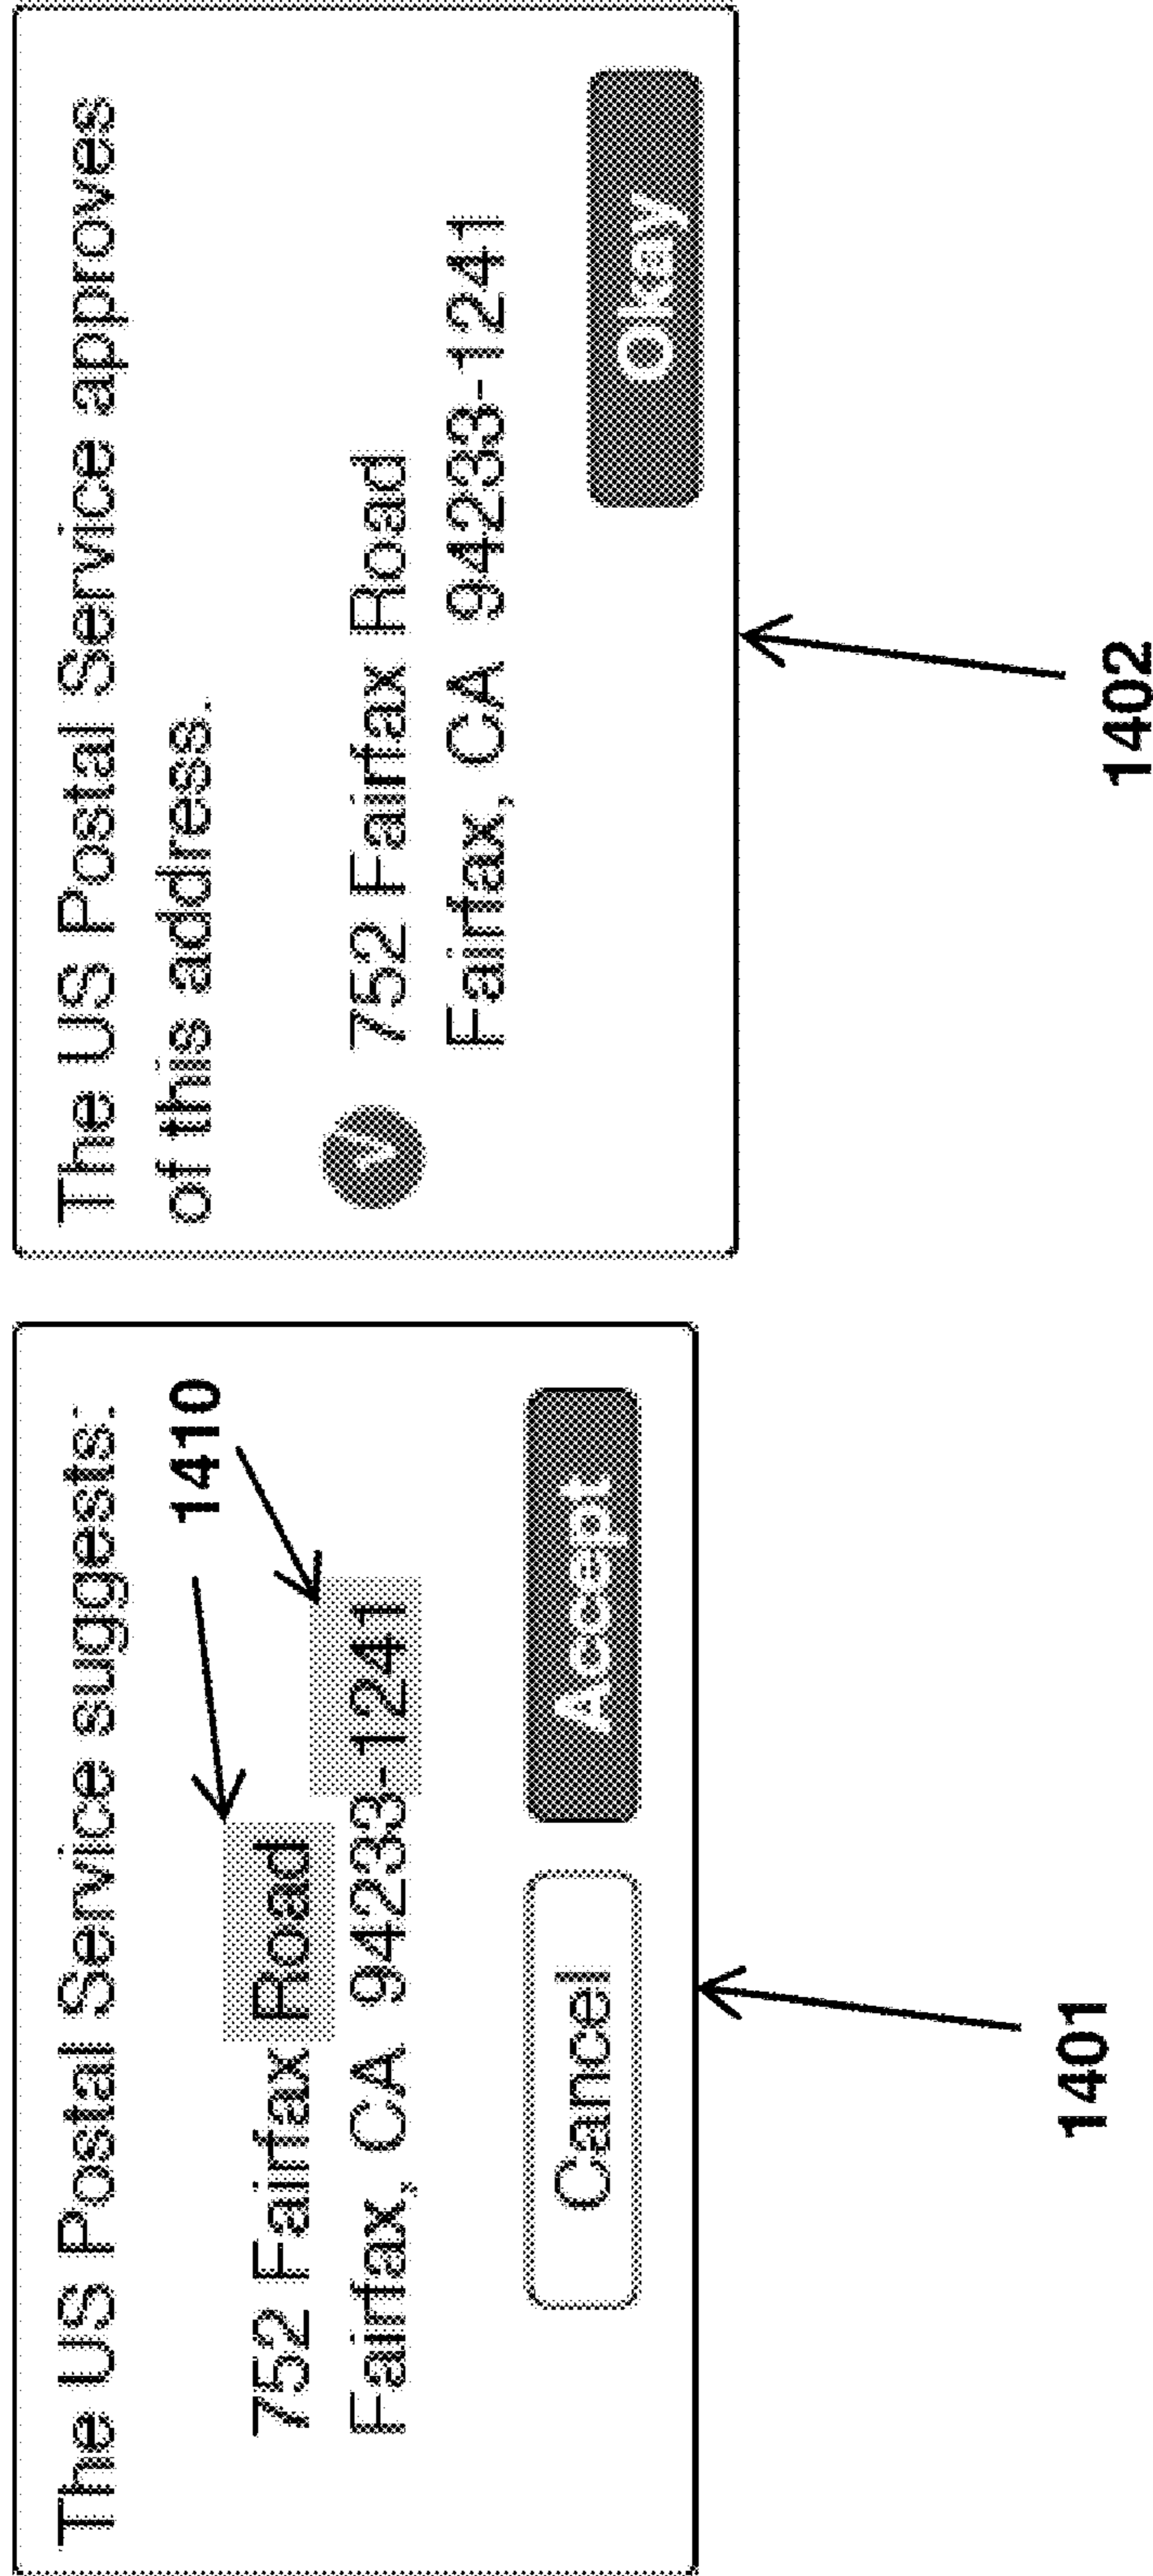 The US Postal Service suggests:
1410
752 Fairfax Road
Fairfax, CA 94233-1241
Cancel
Accept
1401
The US Postal Service approves
of this address.
V
752 Fairfax Road
Fairfax, CA 94233-1241
Okay
1402